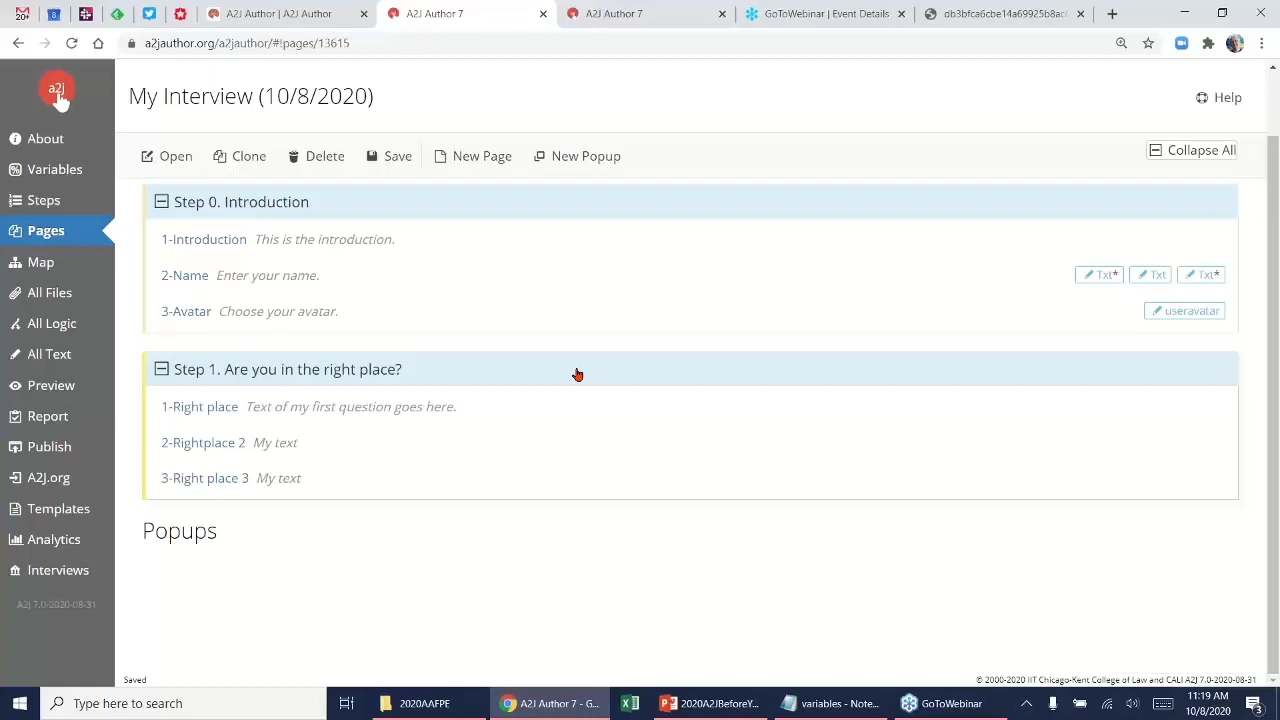 A2J Author | A2J Author
A2J Author 7
A2J Author 7
GoToWebinar | Event Details
a2jauthor.org/a2jauthor/#!pages/13615
a2j
My Interview (10/8/2020)
Help
About
Variables
Steps
Pages
Map
All Files
All Logic
All Text
Preview
Report
Publish
A2J.org
Templates
Analytics
Interviews
A2J 7.0-2020-08-31
Open
Clone
Delete
Save
New Page
New Popup
Collapse All
Step 0. Introduction
1-Introduction This is the introduction.
2-Name Enter your name. Txt* Txt Txt*
3-Avatar Choose your avatar. useravatar
Step 1. Are you in the right place?
1-Right place Text of my first question goes here.
2-Rightplace 2 My text
3-Right place 3 My text
Popups
Saved
© 2000-2020 IIT Chicago-Kent College of Law and CALI A2J 7.0-2020-08-31
Type here to search
2020AAFPE
A2J Author 7 - G...
2020A2JBeforeY...
variables - Note...
GoToWebinar
11:19 AM
10/8/2020
3